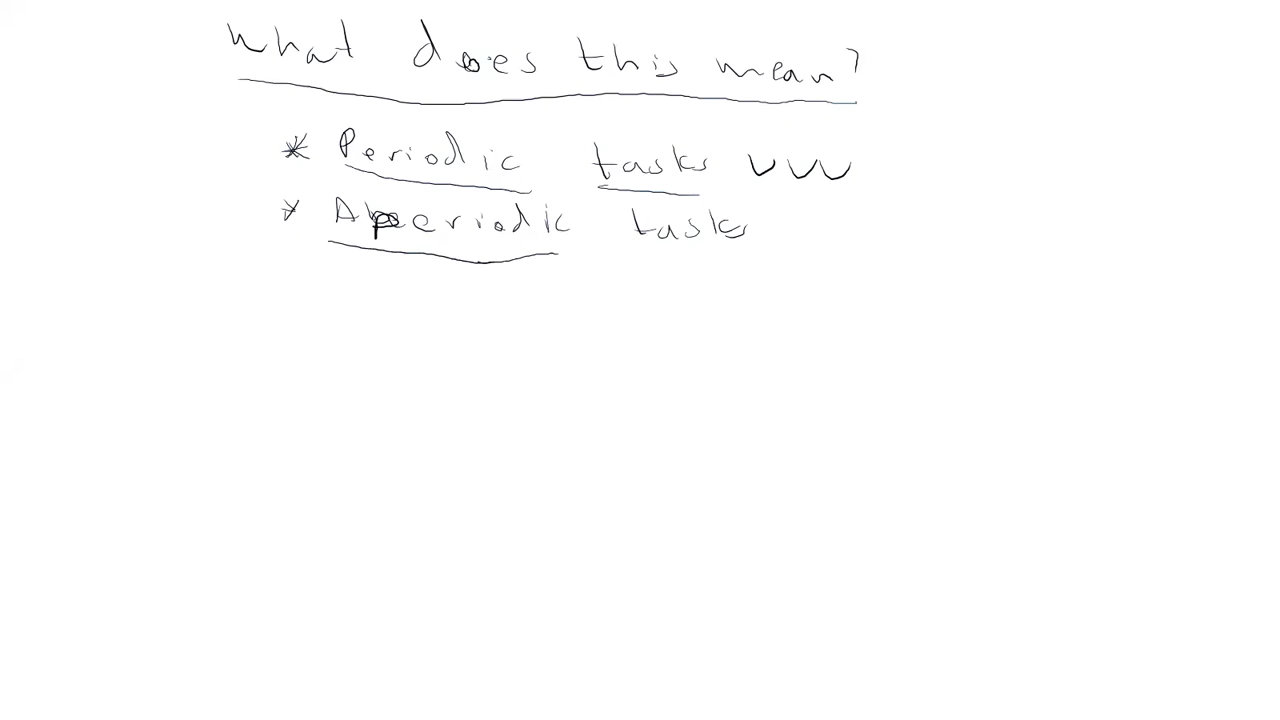 What does this mean?
* Periodic tasks
* Aperiodic tasks